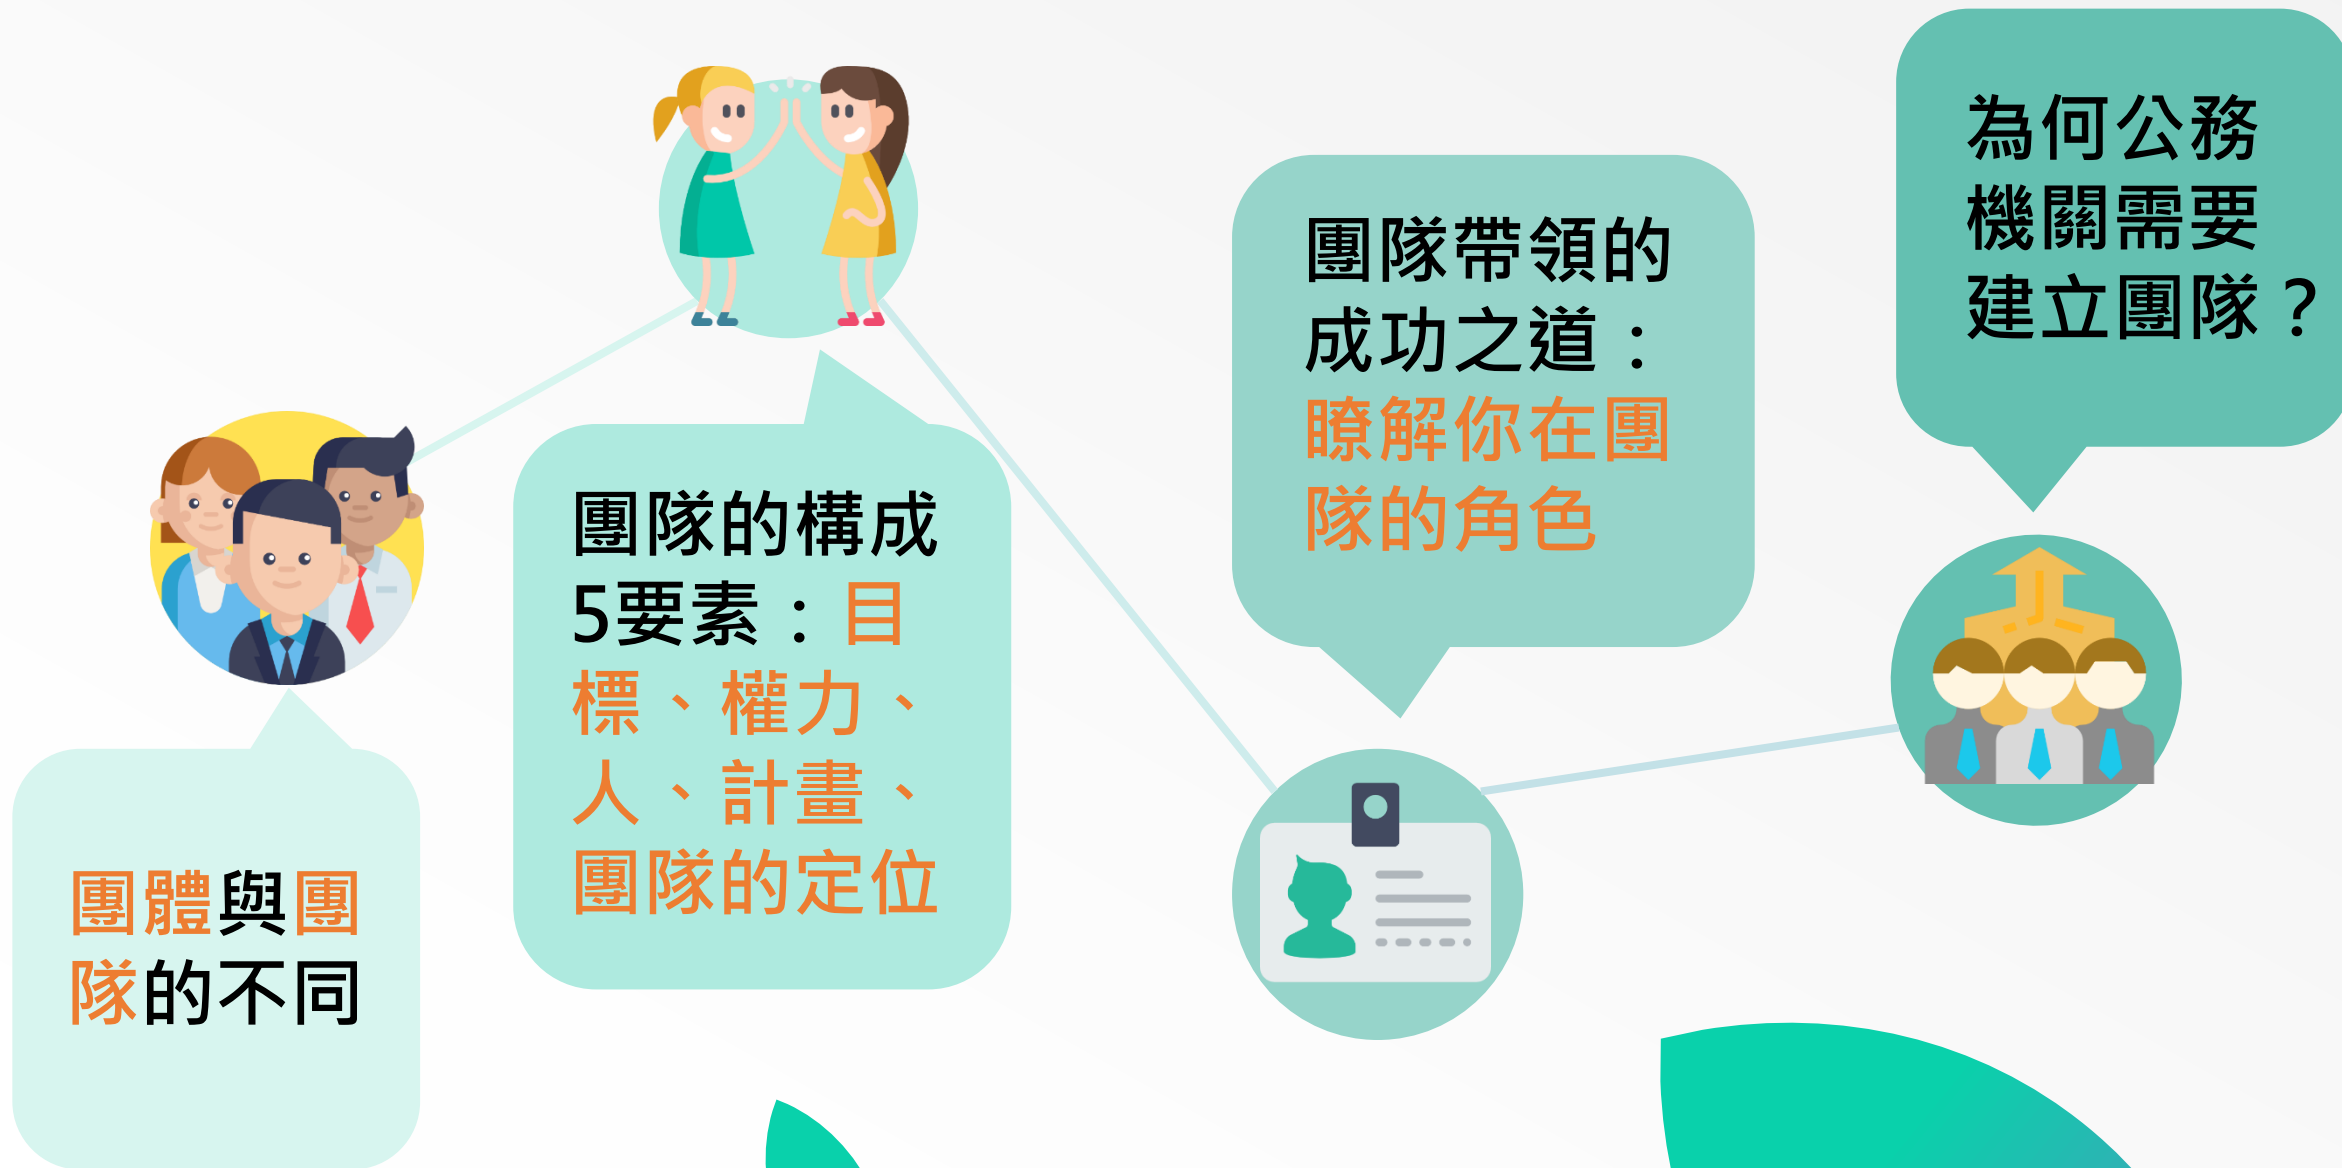 團體與團
隊的不同
團隊的構成
5要素：目
標、權力、
人、計畫、
團隊的定位
團隊帶領的
成功之道：
瞭解你在團
隊的角色
為何公務
機關需要
建立團隊？